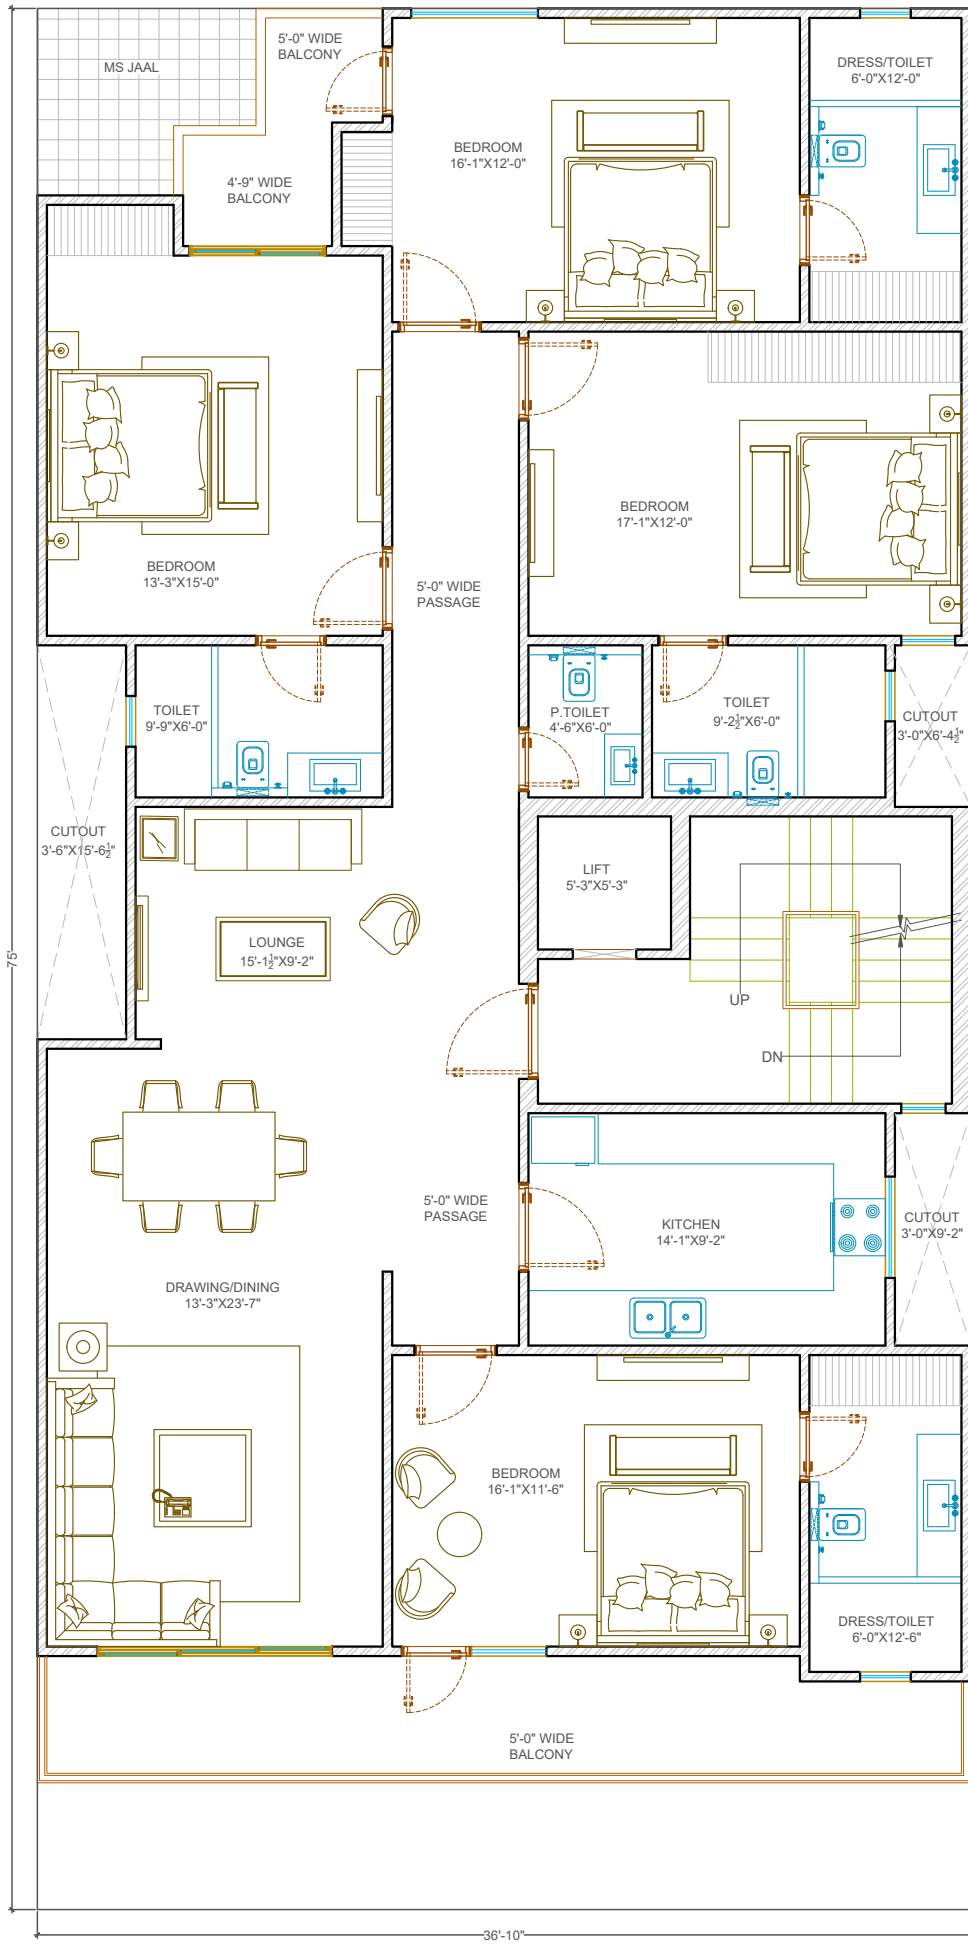 5'-0" WIDE
BALCONY
MS JAAL
DRESS/TOILET
6'-0"X12'-0"
BEDROOM
16'-1"X12'-0"
4'-9" WIDE
BALCONY
BEDROOM
17'-1"X12'-0"
BEDROOM
13'-3"X15'-0"
5'-0" WIDE
PASSAGE
TOILET
9'-9"X6'-0"
P.TOILET
4'-6"X6'-0"
TOILET
9'-2½"X6'-0"
CUTOUT
3'-0"X6'-4½"
CUTOUT
3'-6"X15'-6½"
LIFT
5'-3"X5'-3"
LOUNGE
15'-1½"X9'-2"
75'
UP
DN
5'-0" WIDE
PASSAGE
KITCHEN
14'-1"X9'-2"
CUTOUT
3'-0"X9'-2"
DRAWING/DINING
13'-3"X23'-7"
BEDROOM
16'-1"X11'-6"
DRESS/TOILET
6'-0"X12'-6"
5'-0" WIDE
BALCONY
36'-10"